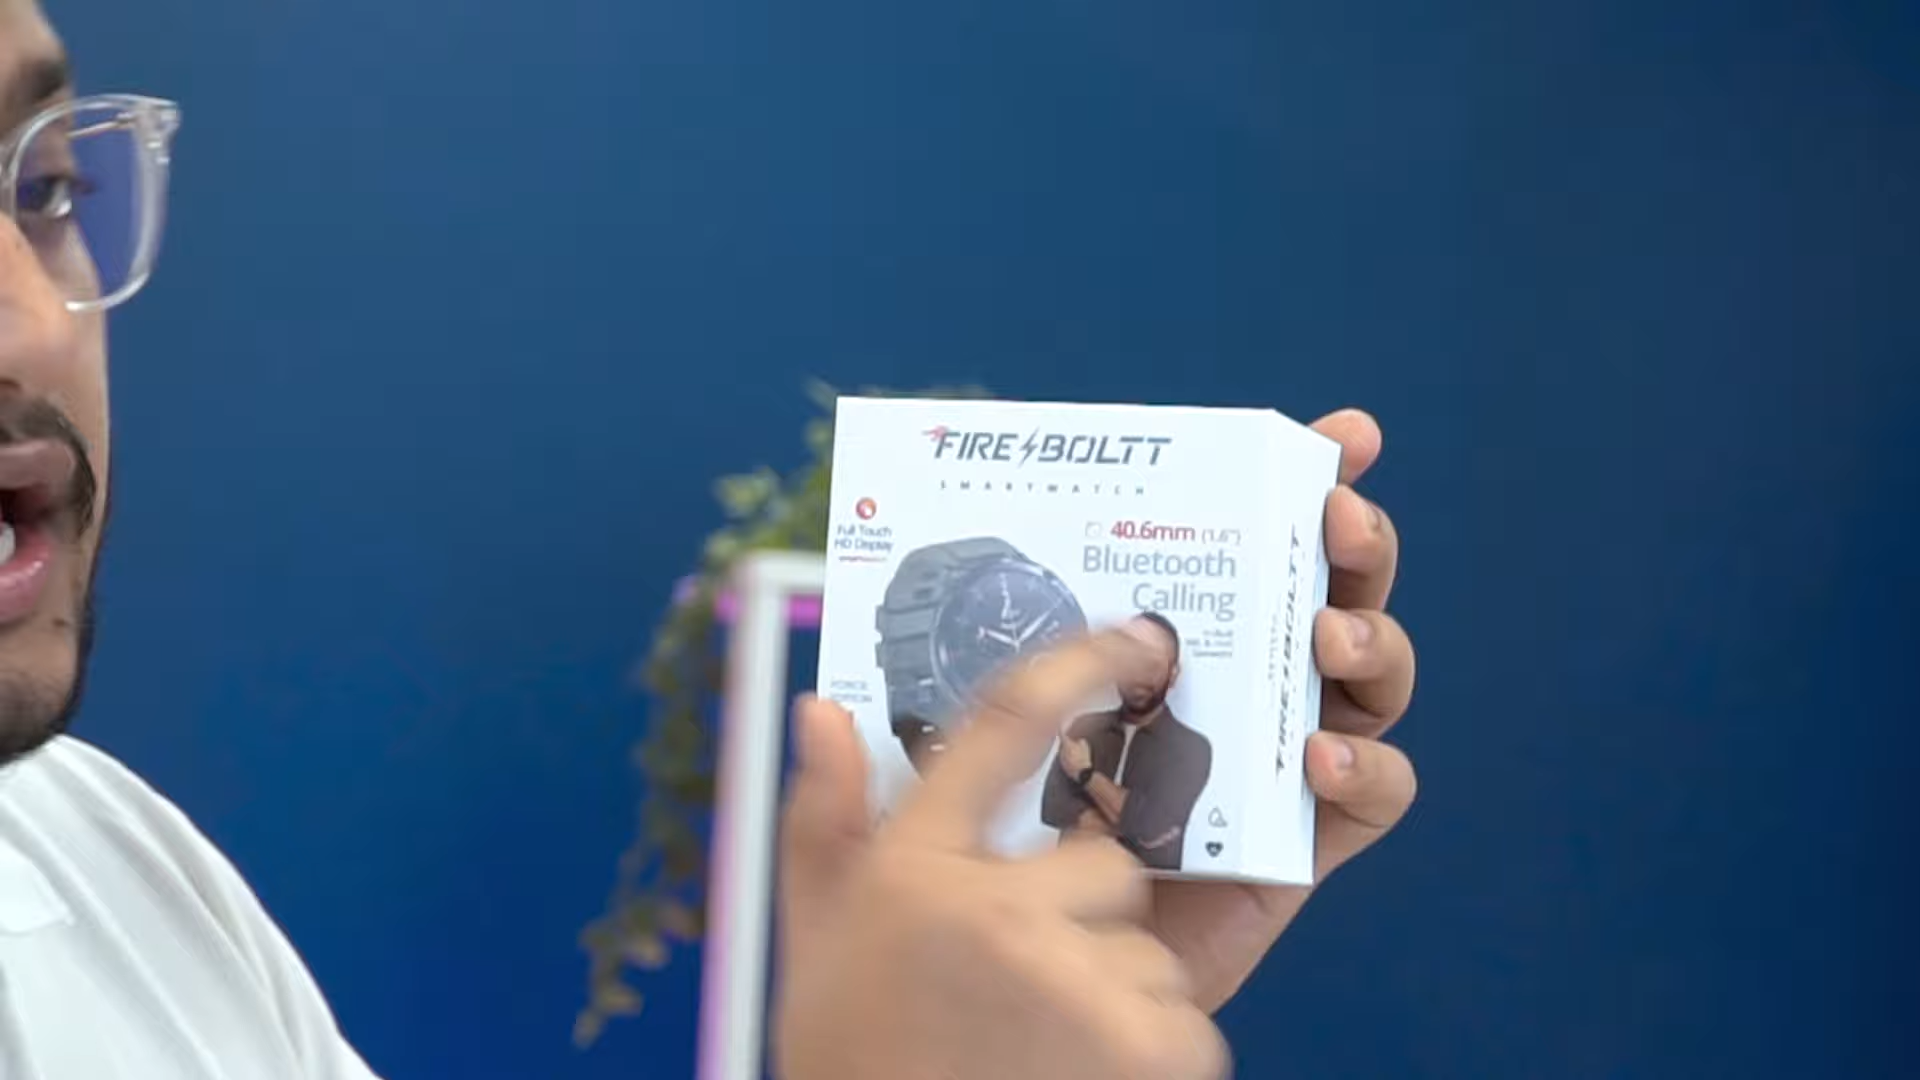 FIRE BOLTT
SMARTWATCH
Full Touch
HD Display
40.6mm (1.6")
Bluetooth
Calling
FIRE BOLTT